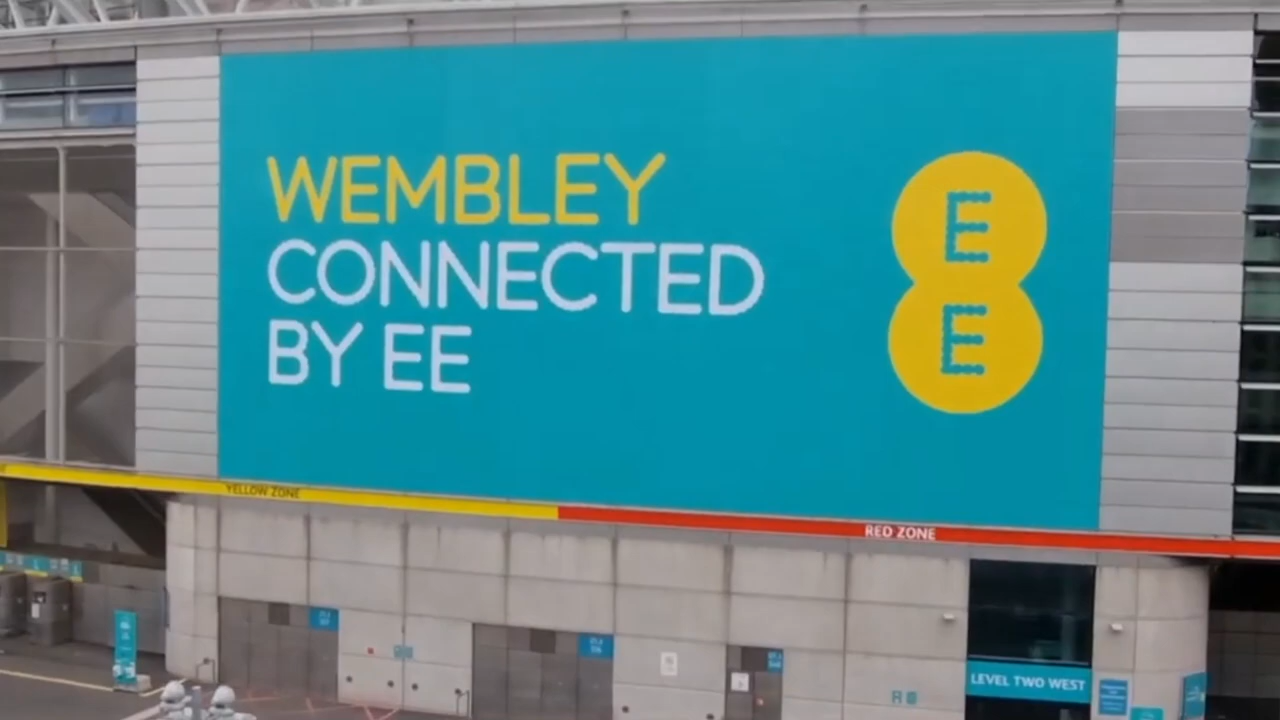 WEMBLEY
CONNECTED
BY EE
E
E
YELLOW ZONE
RED ZONE
LEVEL TWO WEST